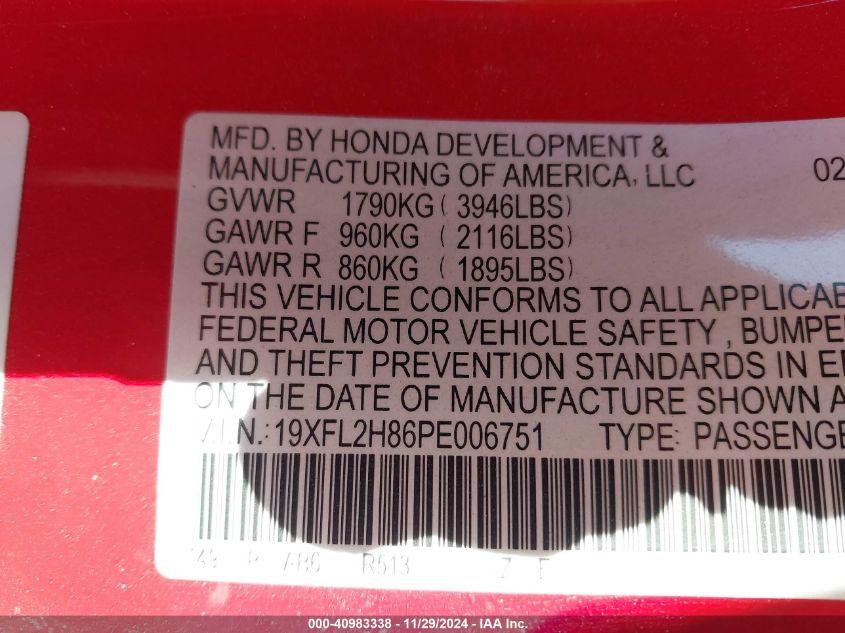 MFD. BY HONDA DEVELOPMENT &
MANUFACTURING OF AMERICA, LLC 02
GVWR 1790KG ( 3946LBS)
GAWR F 960KG ( 2116LBS)
GAWR R 860KG ( 1895LBS)
THIS VEHICLE CONFORMS TO ALL APPLICAB
FEDERAL MOTOR VEHICLE SAFETY , BUMPE
AND THEFT PREVENTION STANDARDS IN E
ON THE DATE OF MANUFACTURE SHOWN A
V.I.N.: 19XFL2H86PE006751 TYPE: PASSENGE
R513 Z
000-40983338 - 11/29/2024 - IAA Inc.